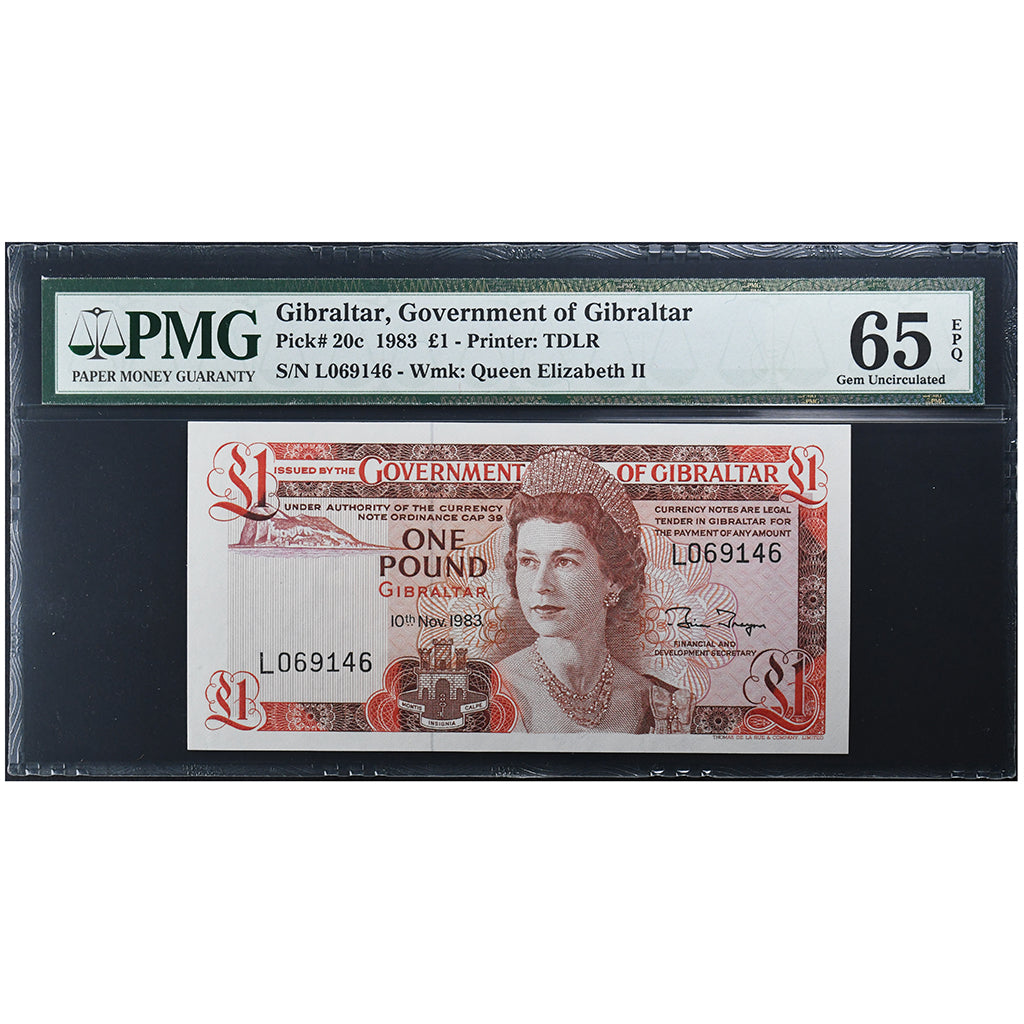 PMG
PAPER MONEY GUARANTY
Gibraltar, Government of Gibraltar
Pick# 20c 1983 £1 - Printer: TDLR
S/N L069146 - Wmk: Queen Elizabeth II
65
EPQ
Gem Uncirculated
£1
ISSUED BY THE GOVERNMENT OF GIBRALTAR
£1
UNDER AUTHORITY OF THE CURRENCY
NOTE ORDINANCE CAP 39
CURRENCY NOTES ARE LEGAL
TENDER IN GIBRALTAR FOR
THE PAYMENT OF ANY AMOUNT
ONE
POUND
GIBRALTAR
L069146
10th Nov. 1983
FINANCIAL AND
DEVELOPMENT SECRETARY
L069146
£1
MONTIS
INSIGNIA
CALPE
£1
THOMAS DE LA RUE & COMPANY, LIMITED